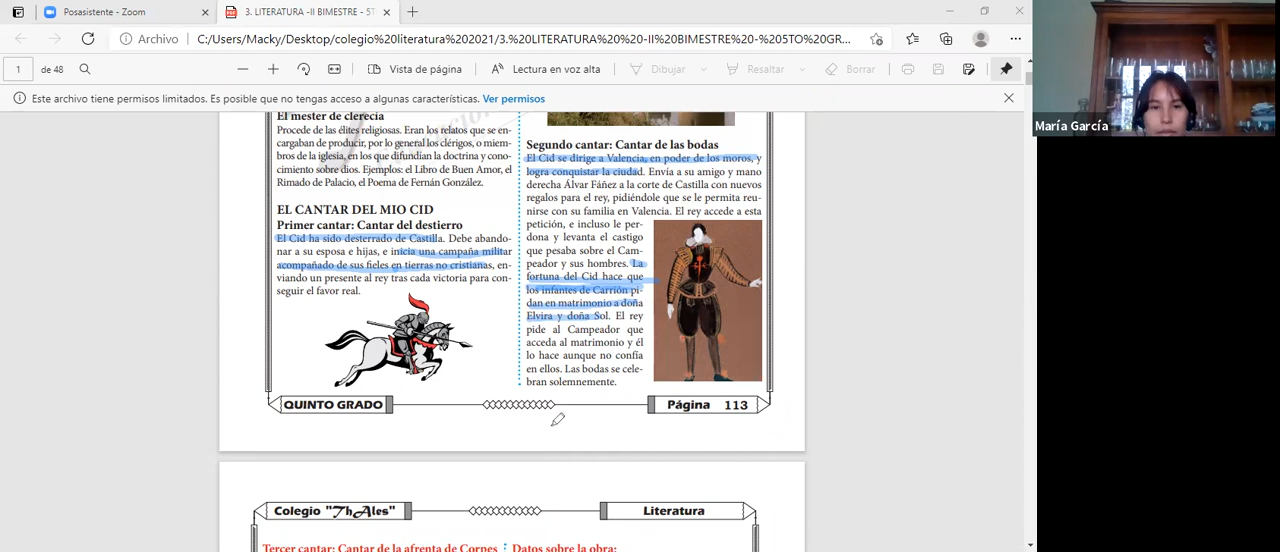 Posasistente - Zoom
3. LITERATURA -II BIMESTRE - 5T
Archivo
C:/Users/Macky/Desktop/colegio%20literatura%202021/3.%20LITERATURA%20%20-II%20BIMESTRE%20-%205TO%20GR...
1 de 48
Vista de página
Lectura en voz alta
Dibujar
Resaltar
Borrar
Este archivo tiene permisos limitados. Es posible que no tengas acceso a algunas características. Ver permisos
El mester de clerecía
Procede de las élites religiosas. Eran los relatos que se en-
cargaban de producir, por lo general los clérigos, o miem-
bros de la iglesia, en los que difundían la doctrina y cono-
cimiento sobre dios. Ejemplos: el Libro de Buen Amor, el
Rimado de Palacio, el Poema de Fernán González.
EL CANTAR DEL MIO CID
Primer cantar: Cantar del destierro
El Cid ha sido desterrado de Castilla. Debe abando-
nar a su esposa e hijas, e inicia una campaña militar
acompañado de sus fieles en tierras no cristianas, en-
viando un presente al rey tras cada victoria para con-
seguir el favor real.
Segundo cantar: Cantar de las bodas
El Cid se dirige a Valencia, en poder de los moros, y
logra conquistar la ciudad. Envía a su amigo y mano
derecha Álvar Fáñez a la corte de Castilla con nuevos
regalos para el rey, pidiéndole que se le permita reu-
nirse con su familia en Valencia. El rey accede a esta
petición, e incluso le per-
dona y levanta el castigo
que pesaba sobre el Cam-
peador y sus hombres. La
fortuna del Cid hace que
los infantes de Carrión pi-
dan en matrimonio a doña
Elvira y doña Sol. El rey
pide al Campeador que
acceda al matrimonio y él
lo hace aunque no confía
en ellos. Las bodas se cele-
bran solemnemente.
QUINTO GRADO
Página 113
Colegio "ThAles"
Literatura
Tercer cantar: Cantar de la afrenta de Corpes
Datos sobre la obra:
María García